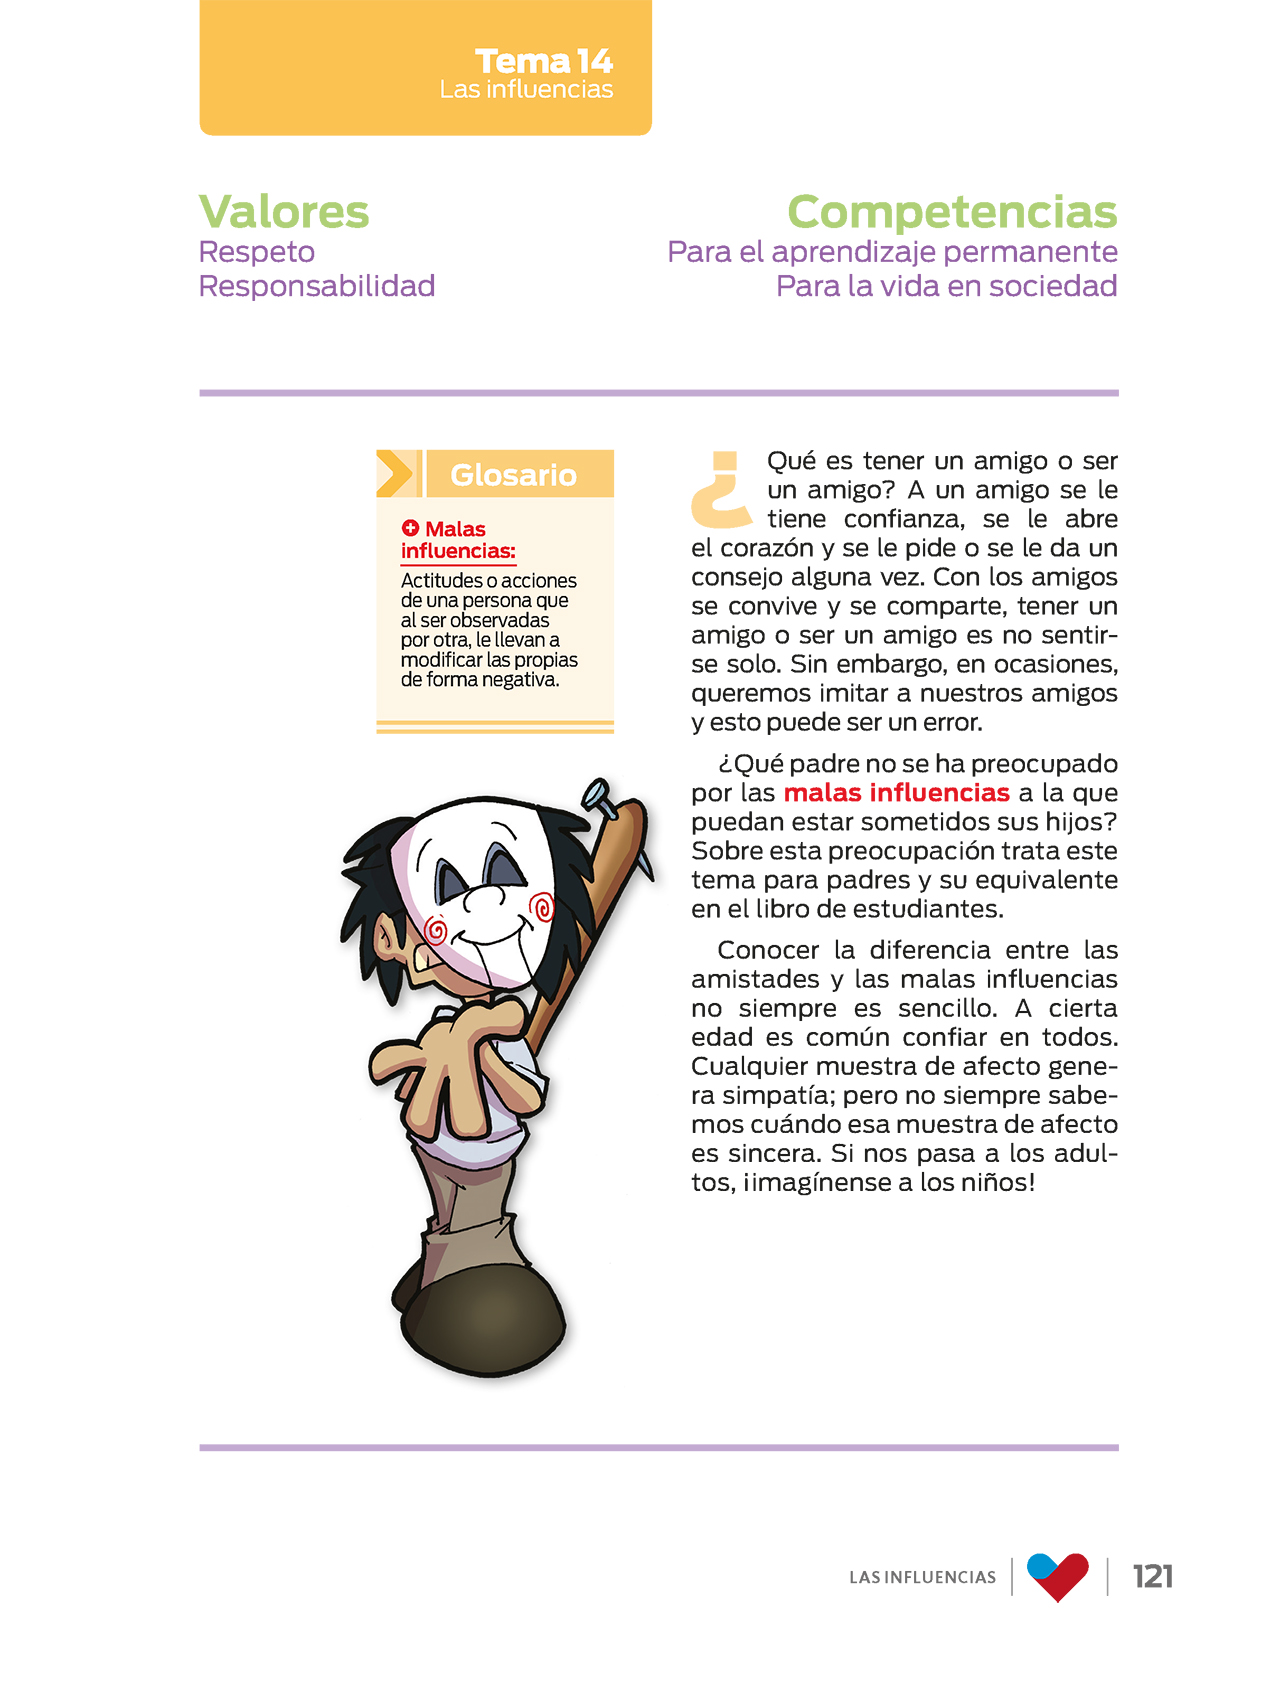 Tema 14
Las influencias
Valores
Respeto
Responsabilidad
Competencias
Para el aprendizaje permanente
Para la vida en sociedad
Glosario
Malas
influencias:
Actitudes o acciones
de una persona que
al ser observadas
por otra, le llevan a
modificar las propias
de forma negativa.
¿Qué es tener un amigo o ser
un amigo? A un amigo se le
tiene confianza, se le abre
el corazón y se le pide o se le da un
consejo alguna vez. Con los amigos
se convive y se comparte, tener un
amigo o ser un amigo es no sentir-
se solo. Sin embargo, en ocasiones,
queremos imitar a nuestros amigos
y esto puede ser un error.
¿Qué padre no se ha preocupado
por las malas influencias a la que
puedan estar sometidos sus hijos?
Sobre esta preocupación trata este
tema para padres y su equivalente
en el libro de estudiantes.
Conocer la diferencia entre las
amistades y las malas influencias
no siempre es sencillo. A cierta
edad es común confiar en todos.
Cualquier muestra de afecto gene-
ra simpatía; pero no siempre sabe-
mos cuándo esa muestra de afecto
es sincera. Si nos pasa a los adul-
tos, ¡imagínense a los niños!
LAS INFLUENCIAS
121